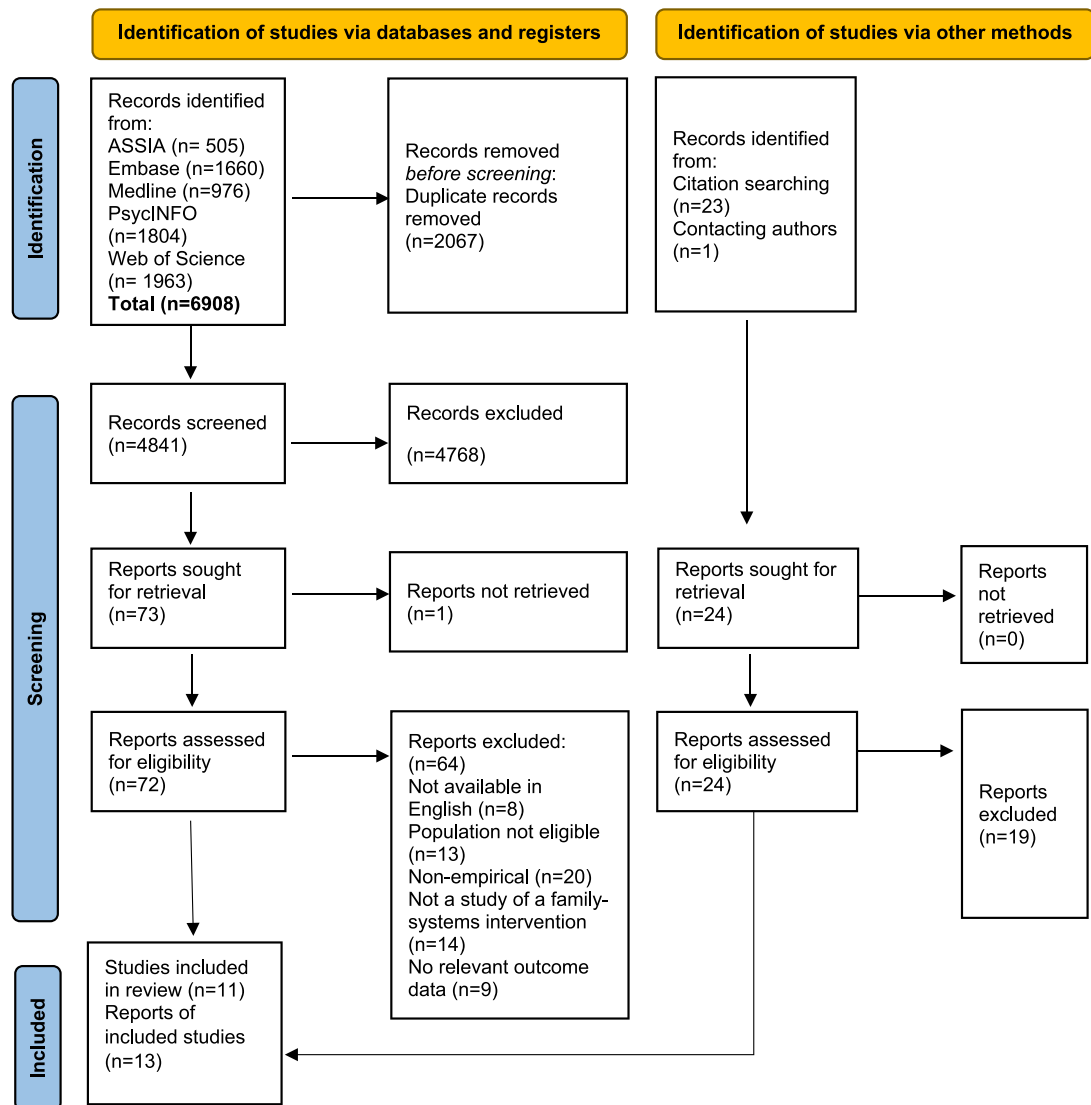 Identification of studies via databases and registers
Identification of studies via other methods
Identification
Records identified
from:
ASSIA (n= 505)
Embase (n=1660)
Medline (n=976)
PsycINFO
(n=1804)
Web of Science
(n= 1963)
Total (n=6908)
Records removed
before screening:
Duplicate records
removed
(n=2067)
Records identified
from:
Citation searching
(n=23)
Contacting authors
(n=1)
Screening
Records screened
(n=4841)
Records excluded
(n=4768)
Reports sought
for retrieval
(n=73)
Reports not retrieved
(n=1)
Reports sought for
retrieval
(n=24)
Reports
not
retrieved
(n=0)
Reports assessed
for eligibility
(n=72)
Reports excluded:
(n=64)
Not available in
English (n=8)
Population not eligible
(n=13)
Non-empirical (n=20)
Not a study of a family-
systems intervention
(n=14)
No relevant outcome
data (n=9)
Reports assessed
for eligibility
(n=24)
Reports
excluded
(n=19)
Included
Studies included
in review (n=11)
Reports of
included studies
(n=13)